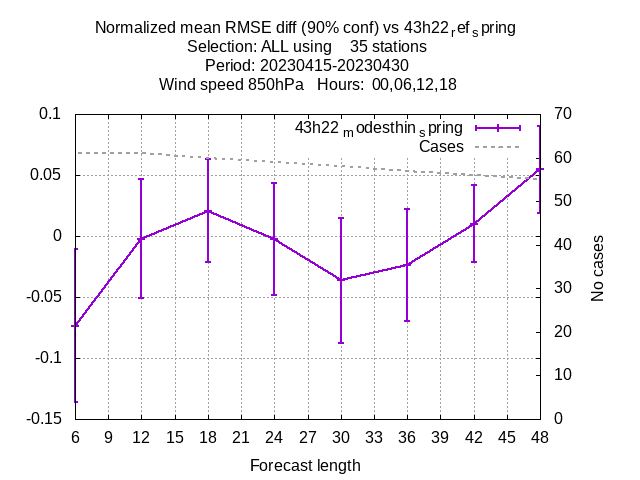 Normalized mean RMSE diff (90% conf) vs 43h22refspring
Selection: ALL using 35 stations
Period: 20230415-20230430
Wind speed 850hPa Hours: 00,06,12,18
0.1
70
43h22modesthinspring
Cases
60
0.05
50
0
40
No cases
-0.05
30
20
-0.1
10
-0.15
0
6 9 12 15 18 21 24 27 30 33 36 39 42 45 48
Forecast length